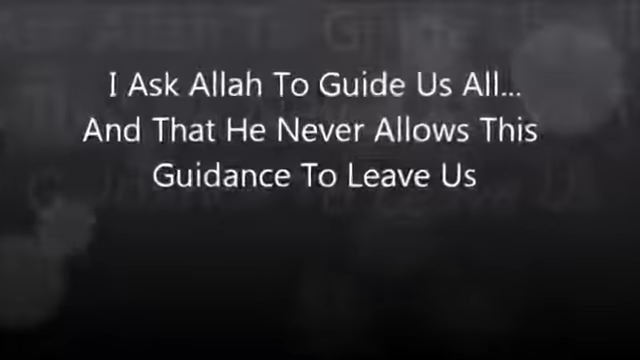 I Ask Allah To Guide Us All...
And That He Never Allows This
Guidance To Leave Us